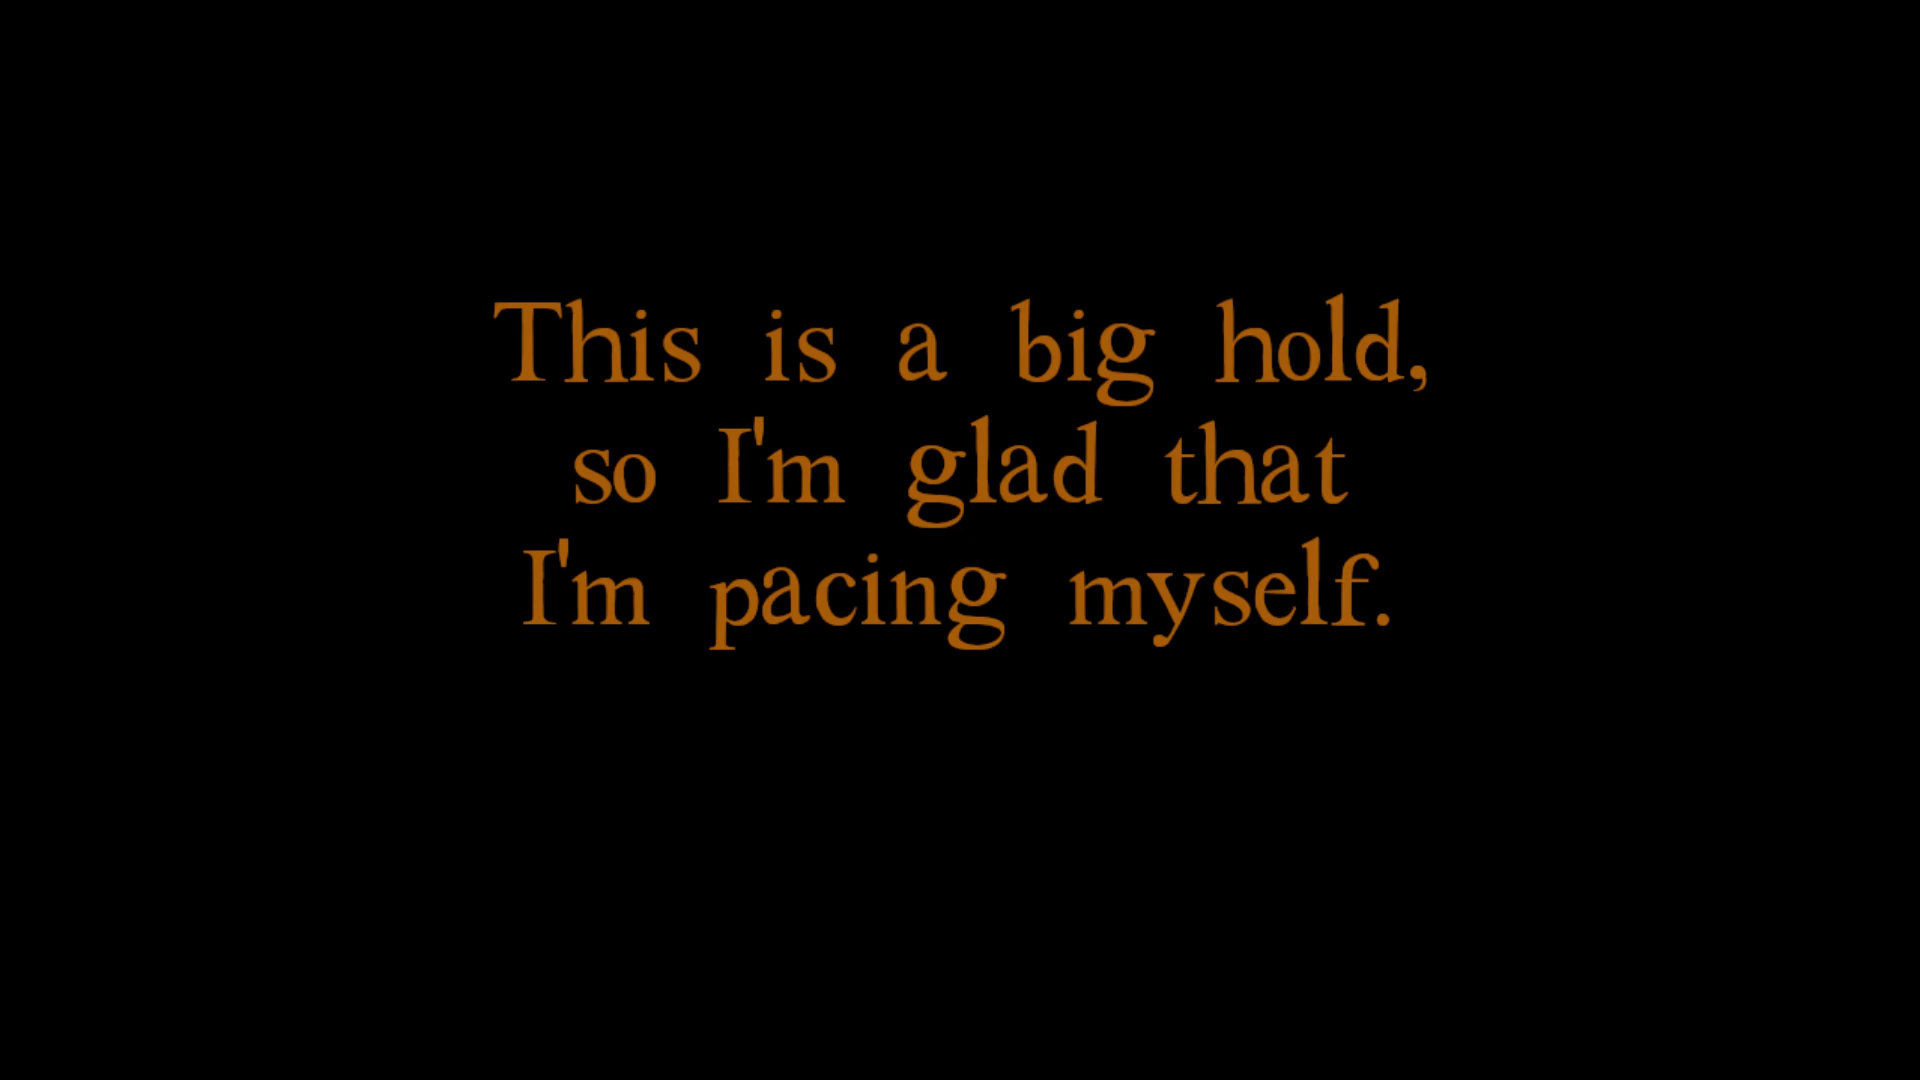 This is a big hold,
so I'm glad that
I'm pacing myself.